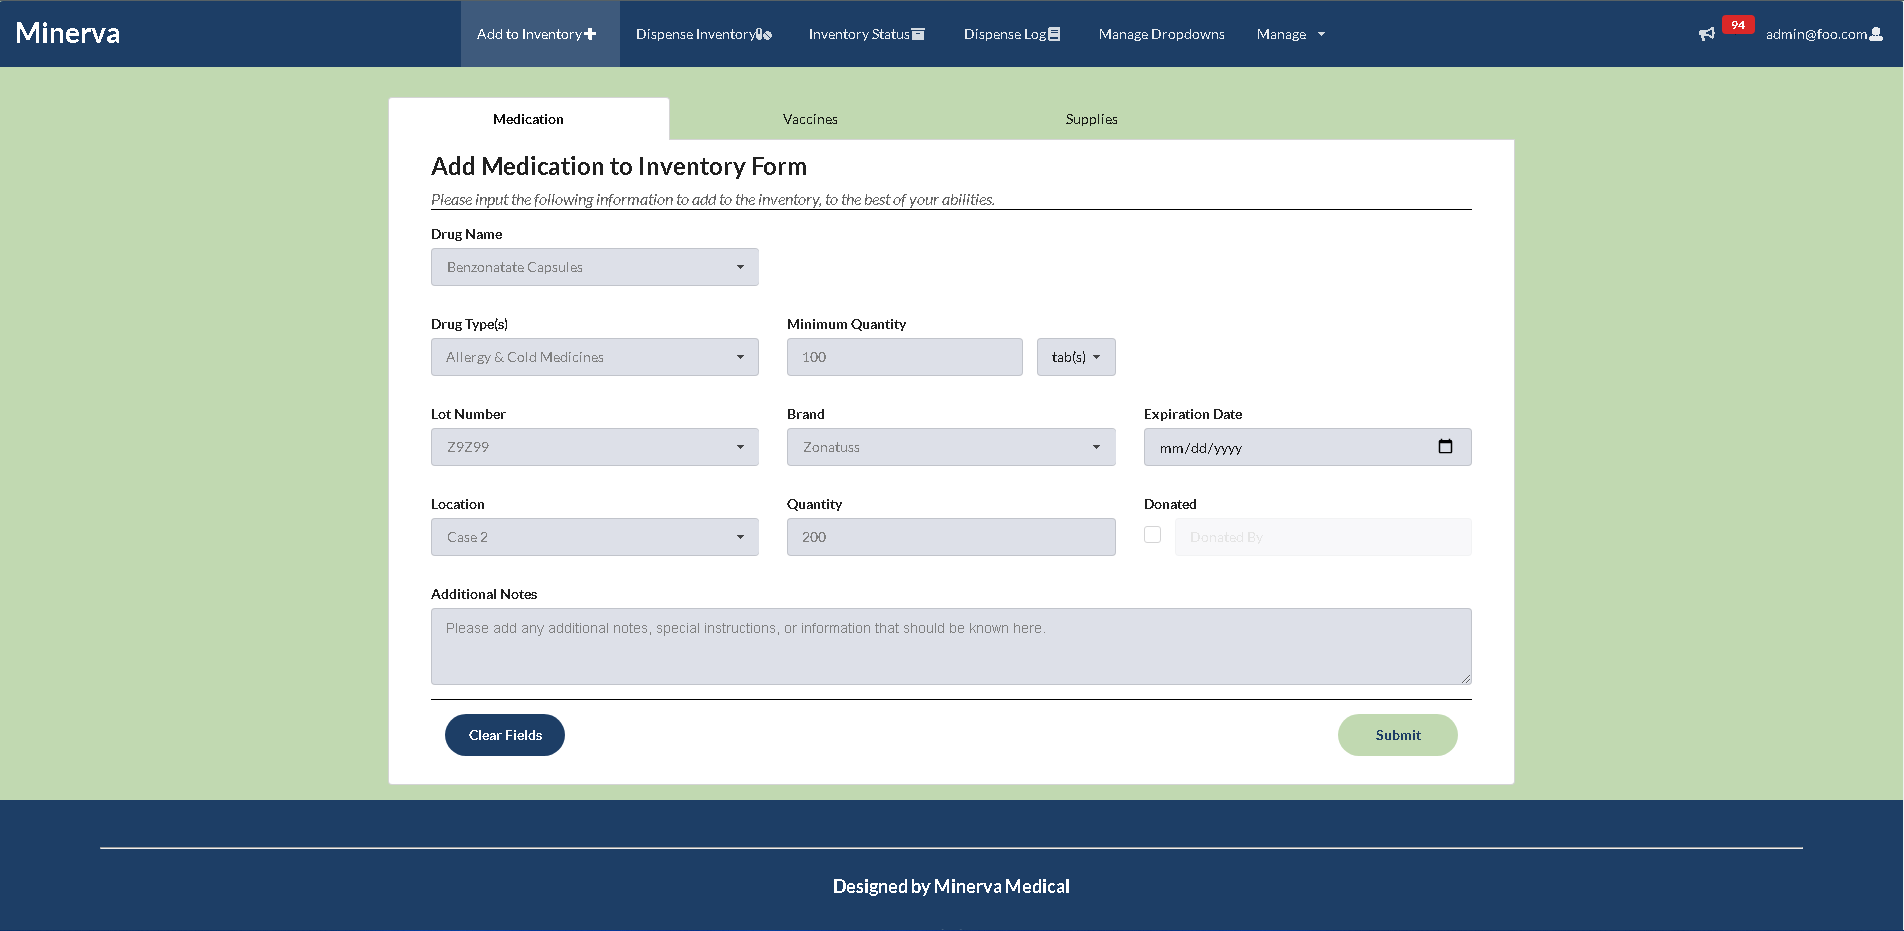 Minerva
Add to Inventory
Dispense Inventory
Inventory Status
Dispense Log
Manage Dropdowns
Manage
94
admin@foo.com
Medication
Vaccines
Supplies
Add Medication to Inventory Form
Please input the following information to add to the inventory, to the best of your abilities.
Drug Name
Benzonatate Capsules
Drug Type(s)
Minimum Quantity
Allergy & Cold Medicines
100
tab(s)
Lot Number
Brand
Expiration Date
Z9Z99
Zonatuss
mm/dd/yyyy
Location
Quantity
Donated
Case 2
200
Donated By
Additional Notes
Please add any additional notes, special instructions, or information that should be known here.
Clear Fields
Submit
Designed by Minerva Medical